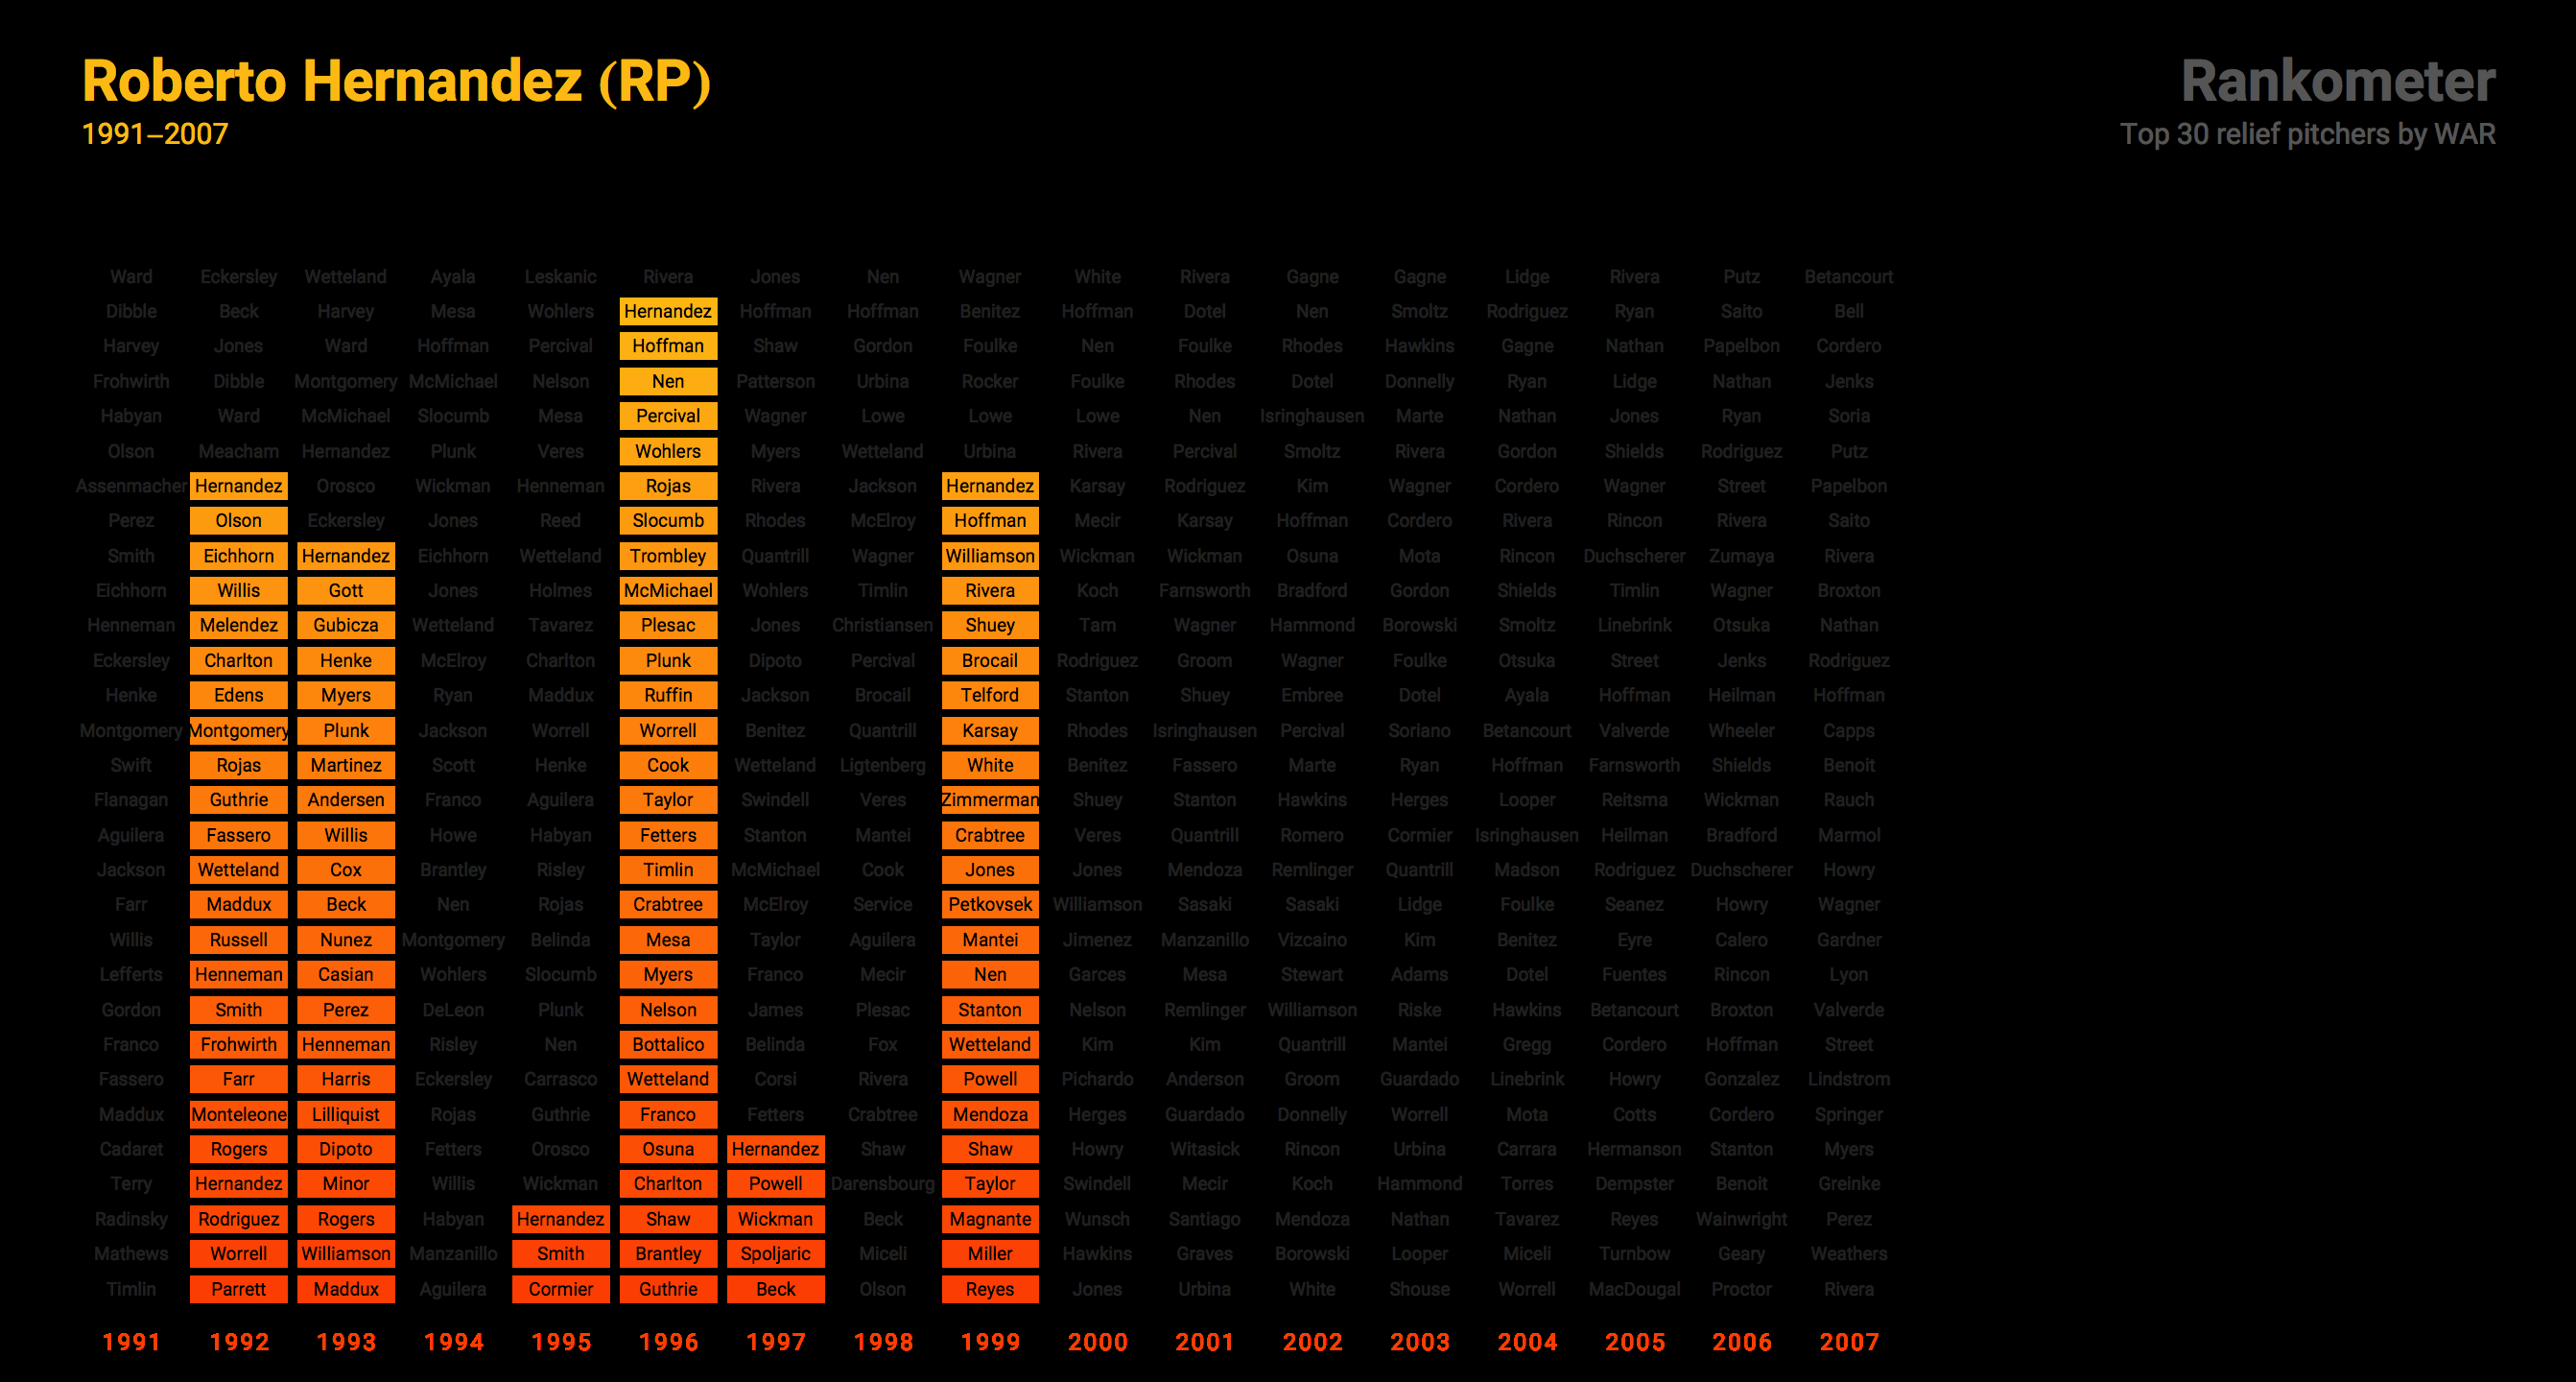 Roberto Hernandez (RP)
1991–2007
Rankometer
Top 30 relief pitchers by WAR
Ward Eckersley Wetteland Ayala Leskanic Rivera Jones Nen Wagner White Rivera Gagne Gagne Lidge Rivera Putz Betancourt
Dibble Beck Harvey Mesa Wohlers Hernandez Hoffman Hoffman Benitez Hoffman Dotel Nen Smoltz Rodriguez Ryan Saito Bell
Harvey Jones Ward Hoffman Percival Hoffman Shaw Gordon Foulke Nen Foulke Rhodes Hawkins Gagne Nathan Papelbon Cordero
Frohwirth Dibble Montgomery McMichael Nelson Nen Patterson Urbina Rocker Foulke Rhodes Dotel Donnelly Ryan Lidge Nathan Jenks
Habyan Ward McMichael Slocumb Mesa Percival Wagner Lowe Lowe Lowe Nen Isringhausen Marte Nathan Jones Ryan Soria
Olson Meacham Hernandez Plunk Veres Wohlers Myers Wetteland Urbina Rivera Percival Smoltz Rivera Gordon Shields Rodriguez Putz
Assenmacher Hernandez Orosco Wickman Henneman Rojas Rivera Jackson Hernandez Karsay Rodriguez Kim Wagner Cordero Wagner Street Papelbon
Perez Olson Eckersley Jones Reed Slocumb Rhodes McElroy Hoffman Mecir Karsay Hoffman Cordero Rivera Rincon Rivera Saito
Smith Eichhorn Hernandez Eichhorn Wetteland Trombley Quantrill Wagner Williamson Wickman Wickman Osuna Mota Rincon Duchscherer Zumaya Rivera
Eichhorn Willis Gott Jones Holmes McMichael Wohlers Timlin Rivera Koch Farnsworth Bradford Gordon Shields Timlin Wagner Broxton
Henneman Melendez Gubicza Wetteland Tavarez Plesac Jones Christiansen Shuey Tam Wagner Hammond Borowski Smoltz Linebrink Otsuka Nathan
Eckersley Charlton Henke McElroy Charlton Plunk Dipoto Percival Brocail Rodriguez Groom Wagner Foulke Otsuka Street Jenks Rodriguez
Henke Edens Myers Ryan Maddux Ruffin Jackson Brocail Telford Stanton Shuey Embree Dotel Ayala Hoffman Heilman Hoffman
Montgomery Montgomery Plunk Jackson Worrell Worrell Benitez Quantrill Karsay Rhodes Isringhausen Percival Soriano Betancourt Valverde Wheeler Capps
Swift Rojas Martinez Scott Henke Cook Wetteland Ligtenberg White Benitez Fassero Marte Ryan Hoffman Farnsworth Shields Benoit
Flanagan Guthrie Andersen Franco Aguilera Taylor Swindell Veres Zimmerman Shuey Stanton Hawkins Herges Looper Reitsma Wickman Rauch
Aguilera Fassero Willis Howe Habyan Fetters Stanton Mantei Crabtree Veres Quantrill Romero Cormier Isringhausen Heilman Bradford Marmol
Jackson Wetteland Cox Brantley Risley Timlin McMichael Cook Jones Jones Mendoza Remlinger Quantrill Madson Rodriguez Duchscherer Howry
Farr Maddux Beck Nen Rojas Crabtree McElroy Service Petkovsek Williamson Sasaki Sasaki Lidge Foulke Seanez Howry Wagner
Willis Russell Nunez Montgomery Belinda Mesa Taylor Aguilera Mantei Jimenez Manzanillo Vizcaino Kim Benitez Eyre Calero Gardner
Lefferts Henneman Casian Wohlers Slocumb Myers Franco Mecir Nen Garces Mesa Stewart Adams Dotel Fuentes Rincon Lyon
Gordon Smith Perez DeLeon Plunk Nelson James Plesac Stanton Nelson Remlinger Williamson Riske Hawkins Betancourt Broxton Valverde
Franco Frohwirth Henneman Risley Nen Bottalico Belinda Fox Wetteland Kim Kim Quantrill Mantei Gregg Cordero Hoffman Street
Fassero Farr Harris Eckersley Carrasco Wetteland Corsi Rivera Powell Pichardo Anderson Groom Guardado Linebrink Howry Gonzalez Lindstrom
Maddux Monteleone Lilliquist Rojas Guthrie Franco Fetters Crabtree Mendoza Herges Guardado Donnelly Worrell Mota Cotts Cordero Springer
Cadaret Rogers Dipoto Fetters Orosco Osuna Hernandez Shaw Shaw Howry Witasick Rincon Urbina Carrara Hermanson Stanton Myers
Terry Hernandez Minor Willis Wickman Charlton Powell Darensbourg Taylor Swindell Mecir Koch Hammond Torres Dempster Benoit Greinke
Radinsky Rodriguez Rogers Habyan Hernandez Shaw Wickman Beck Magnante Wunsch Santiago Mendoza Nathan Tavarez Reyes Wainwright Perez
Mathews Worrell Williamson Manzanillo Smith Brantley Spoljaric Miceli Miller Hawkins Graves Borowski Looper Miceli Turnbow Geary Weathers
Timlin Parrett Maddux Aguilera Cormier Guthrie Beck Olson Reyes Jones Urbina White Shouse Worrell MacDougal Proctor Rivera
1991 1992 1993 1994 1995 1996 1997 1998 1999 2000 2001 2002 2003 2004 2005 2006 2007